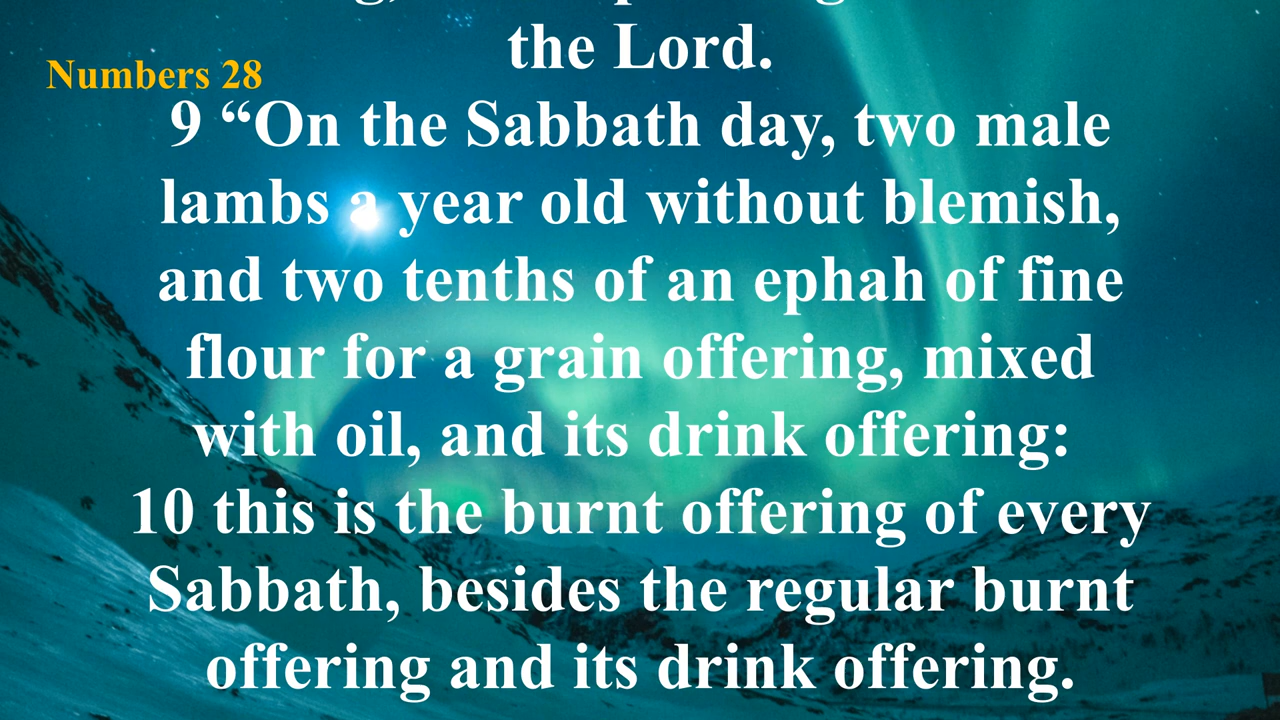 the Lord.
Numbers 28
9 “On the Sabbath day, two male
lambs a year old without blemish,
and two tenths of an ephah of fine
flour for a grain offering, mixed
with oil, and its drink offering:
10 this is the burnt offering of every
Sabbath, besides the regular burnt
offering and its drink offering.